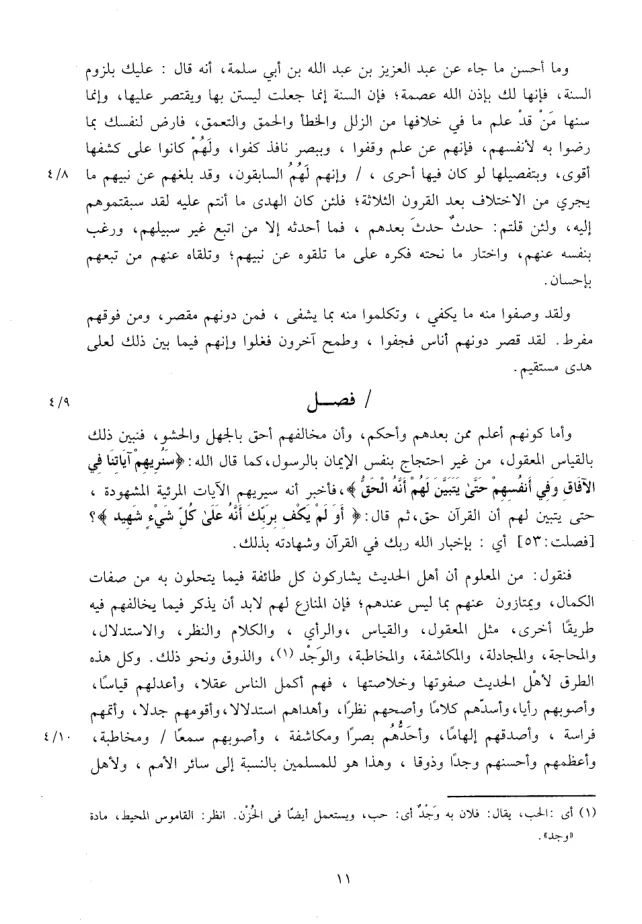 وما أحسن ما جاء عن عبد العزيز بن عبد الله بن أبي سلمة، أنه قال : عليك بلزوم
السنة، فإنها لك بإذن الله عصمة؛ فإن السنة إنما جعلت ليستن بها ويقتصر عليها، وإنما
سنها مَنْ قدْ علم ما في خلافها من الزلل والخطأ والحمق والتعمق، فارض لنفسك بما
رضوا به لأنفسهم، فإنهم عن علم وقفوا ، وببصر نافذ كفوا، ولَهُمْ كانوا على كشفها
أقوى، وبتفصيلها لو كان فيها أحرى ، / وإنهم لَهُمُ السابقون، وقد بلغهم عن نبيهم ما ٤/٨
يجري من الاختلاف بعد القرون الثلاثة؛ فلئن كان الهدى ما أنتم عليه لقد سبقتموهم
إليه، ولئن قلتم: حدثٌ حدثَ بعدهم ، فما أحدثه إلا من اتبع غير سبيلهم، ورغب
بنفسه عنهم، واختار ما نحته فكره على ما تلقوه عن نبيهم؛ وتلقاه عنهم من تبعهم
بإحسان.
ولقد وصفوا منه ما يكفي ، وتكلموا منه بما يشفى ، فمن دونهم مقصر، ومن فوقهم
مفرط. لقد قصر دونهم أناس فجفوا ، وطمح آخرون فغلوا وإنهم فيما بين ذلك لعلى
هدى مستقيم.
/ فصــل ٤/٩
وأما كونهم أعلم ممن بعدهم وأحكم، وأن مخالفهم أحق بالجهل والحشو، فنبين ذلك
بالقياس المعقول، من غير احتجاج بنفس الإيمان بالرسول،كما قال الله: ﴿سَنُرِيهِمْ آيَاتِنَا فِي
الآفَاقِ وَفِي أَنفُسِهِمْ حَتَّىٰ يَتَبَيَّنَ لَهُمْ أَنَّهُ الْحَقُّ ﴾،فأخبر أنه سيريهم الآيات المرئية المشهودة ،
حتى يتبين لهم أن القرآن حق،ثم قال:﴿ أَوَ لَمْ يَكْفِ بِرَبِّكَ أَنَّهُ عَلَىٰ كُلِّ شَيْءٍ شَهِيدٌ ﴾؟
[فصلت:٥٣] أي : بإخبار الله ربك في القرآن وشهادته بذلك.
فنقول: من المعلوم أن أهل الحديث يشاركون كل طائفة فيما يتحلون به من صفات
الكمال، ويمتازون عنهم بما ليس عندهم؛ فإن المنازع لهم لابد أن يذكر فيما يخالفهم فيه
طريقًا أخرى، مثل المعقول، والقياس ،والرأي ، والكلام والنظر، والاستدلال،
والمحاجة، والمجادلة، والمكاشفة، والمخاطبة، والوَجْد (١)، والذوق ونحو ذلك. وكل هذه
الطرق لأهل الحديث صفوتها وخلاصتها ، فهم أكمل الناس عقلا، وأعدلهم قياسًا،
وأصوبهم رأيا، وأسدّهم كلامًا وأصحهم نظرًا، وأهداهم استدلالا،وأقومهم جدلا، وأتمهم
فراسة ، وأصدقهم إلهامًا، وأحَدُّهُم بصرًا ومكاشفة ، وأصوبهم سمعًا / ومخاطبة، ٤/١٠
وأعظمهم وأحسنهم وجدًا وذوقا ، وهذا هو للمسلمين بالنسبة إلى سائر الأمم ، ولأهل
(١) أي :الحب، يقال: فلان به وَجْدٌ أى: حب، ويستعمل أيضًا فى الحُزْن. انظر: القاموس المحيط، مادة
«وجد».
١١